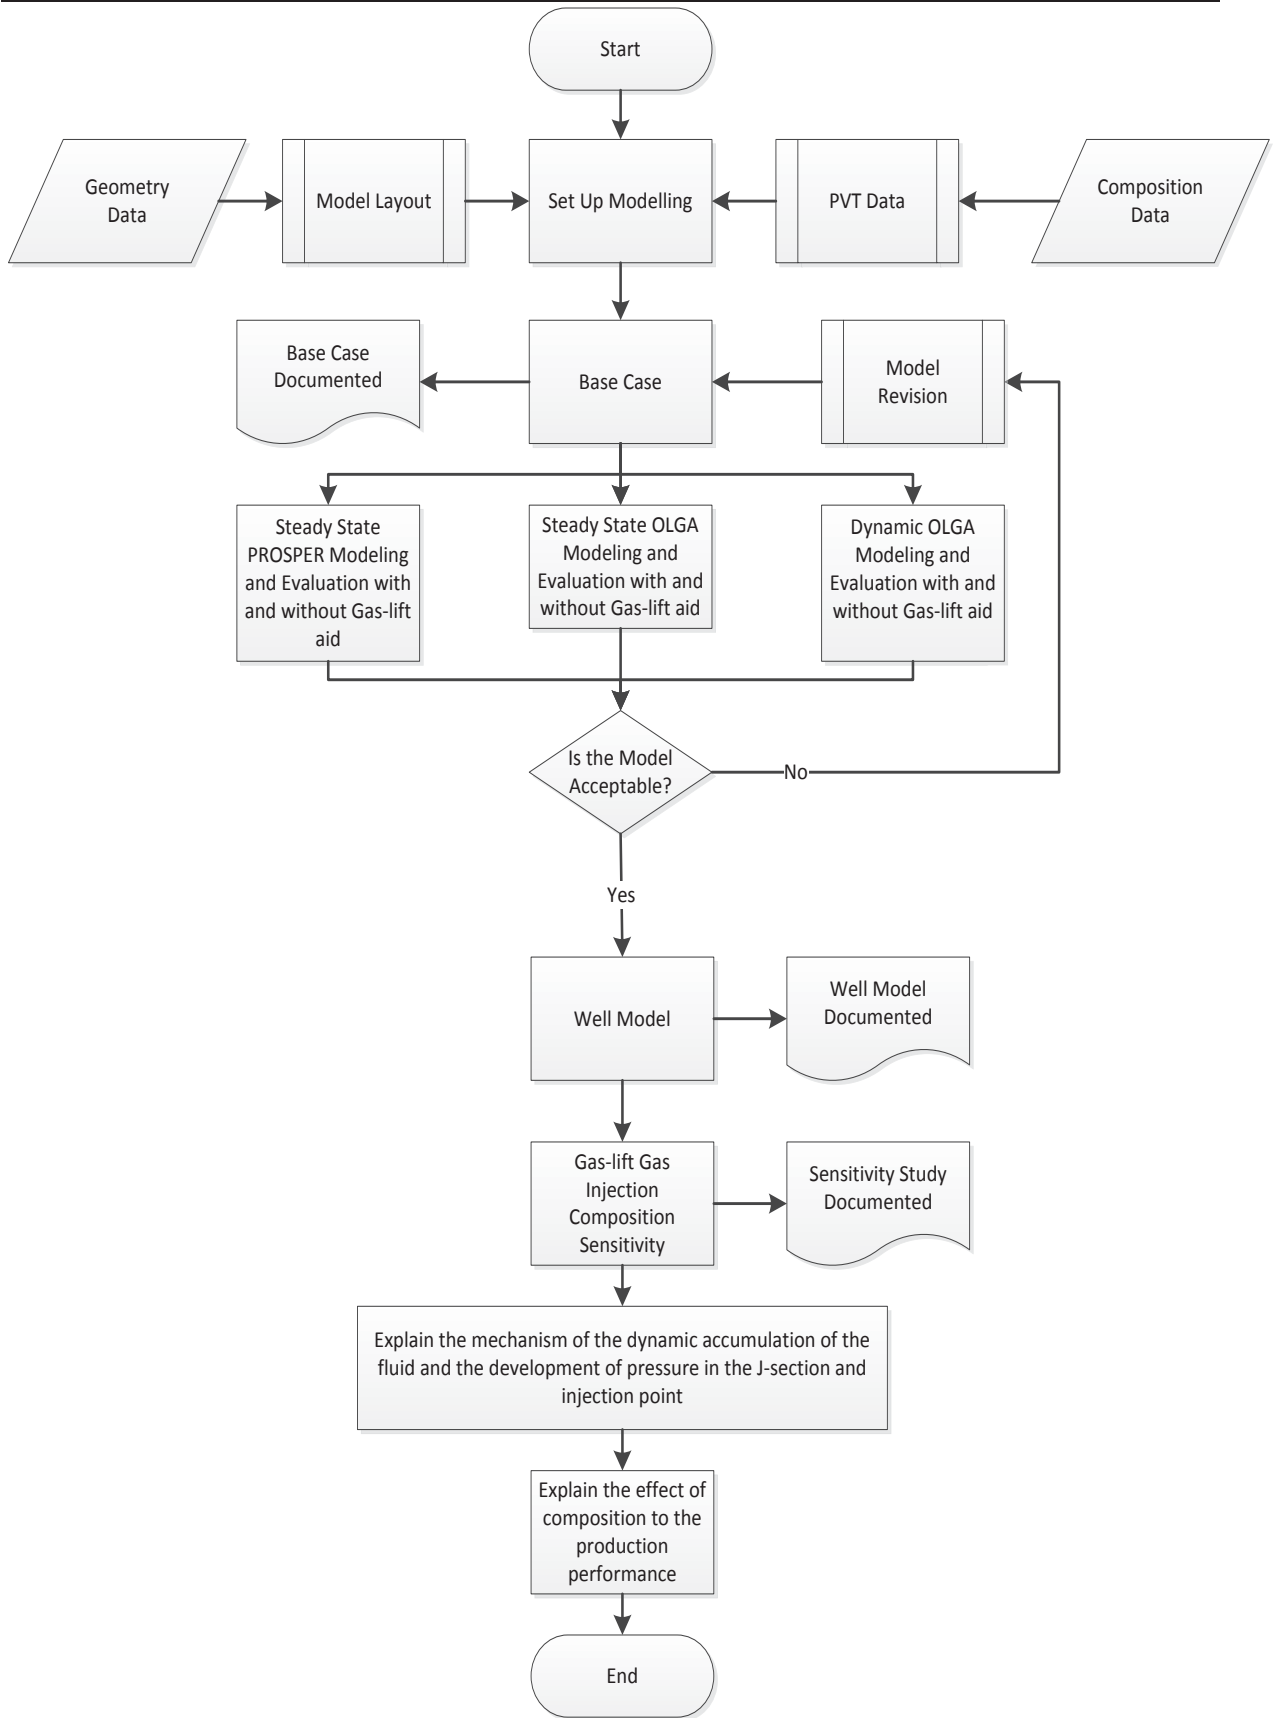 Start
Geometry
Data
Model Layout
Set Up Modelling
PVT Data
Composition
Data
Base Case
Documented
Base Case
Model
Revision
Steady State
PROSPER Modeling
and Evaluation with
and without Gas-lift
aid
Steady State OLGA
Modeling and
Evaluation with and
without Gas-lift aid
Dynamic OLGA
Modeling and
Evaluation with and
without Gas-lift aid
Is the Model
Acceptable?
No
Yes
Well Model
Well Model
Documented
Gas-lift Gas
Injection
Composition
Sensitivity
Sensitivity Study
Documented
Explain the mechanism of the dynamic accumulation of the
fluid and the development of pressure in the J-section and
injection point
Explain the effect of
composition to the
production
performance
End